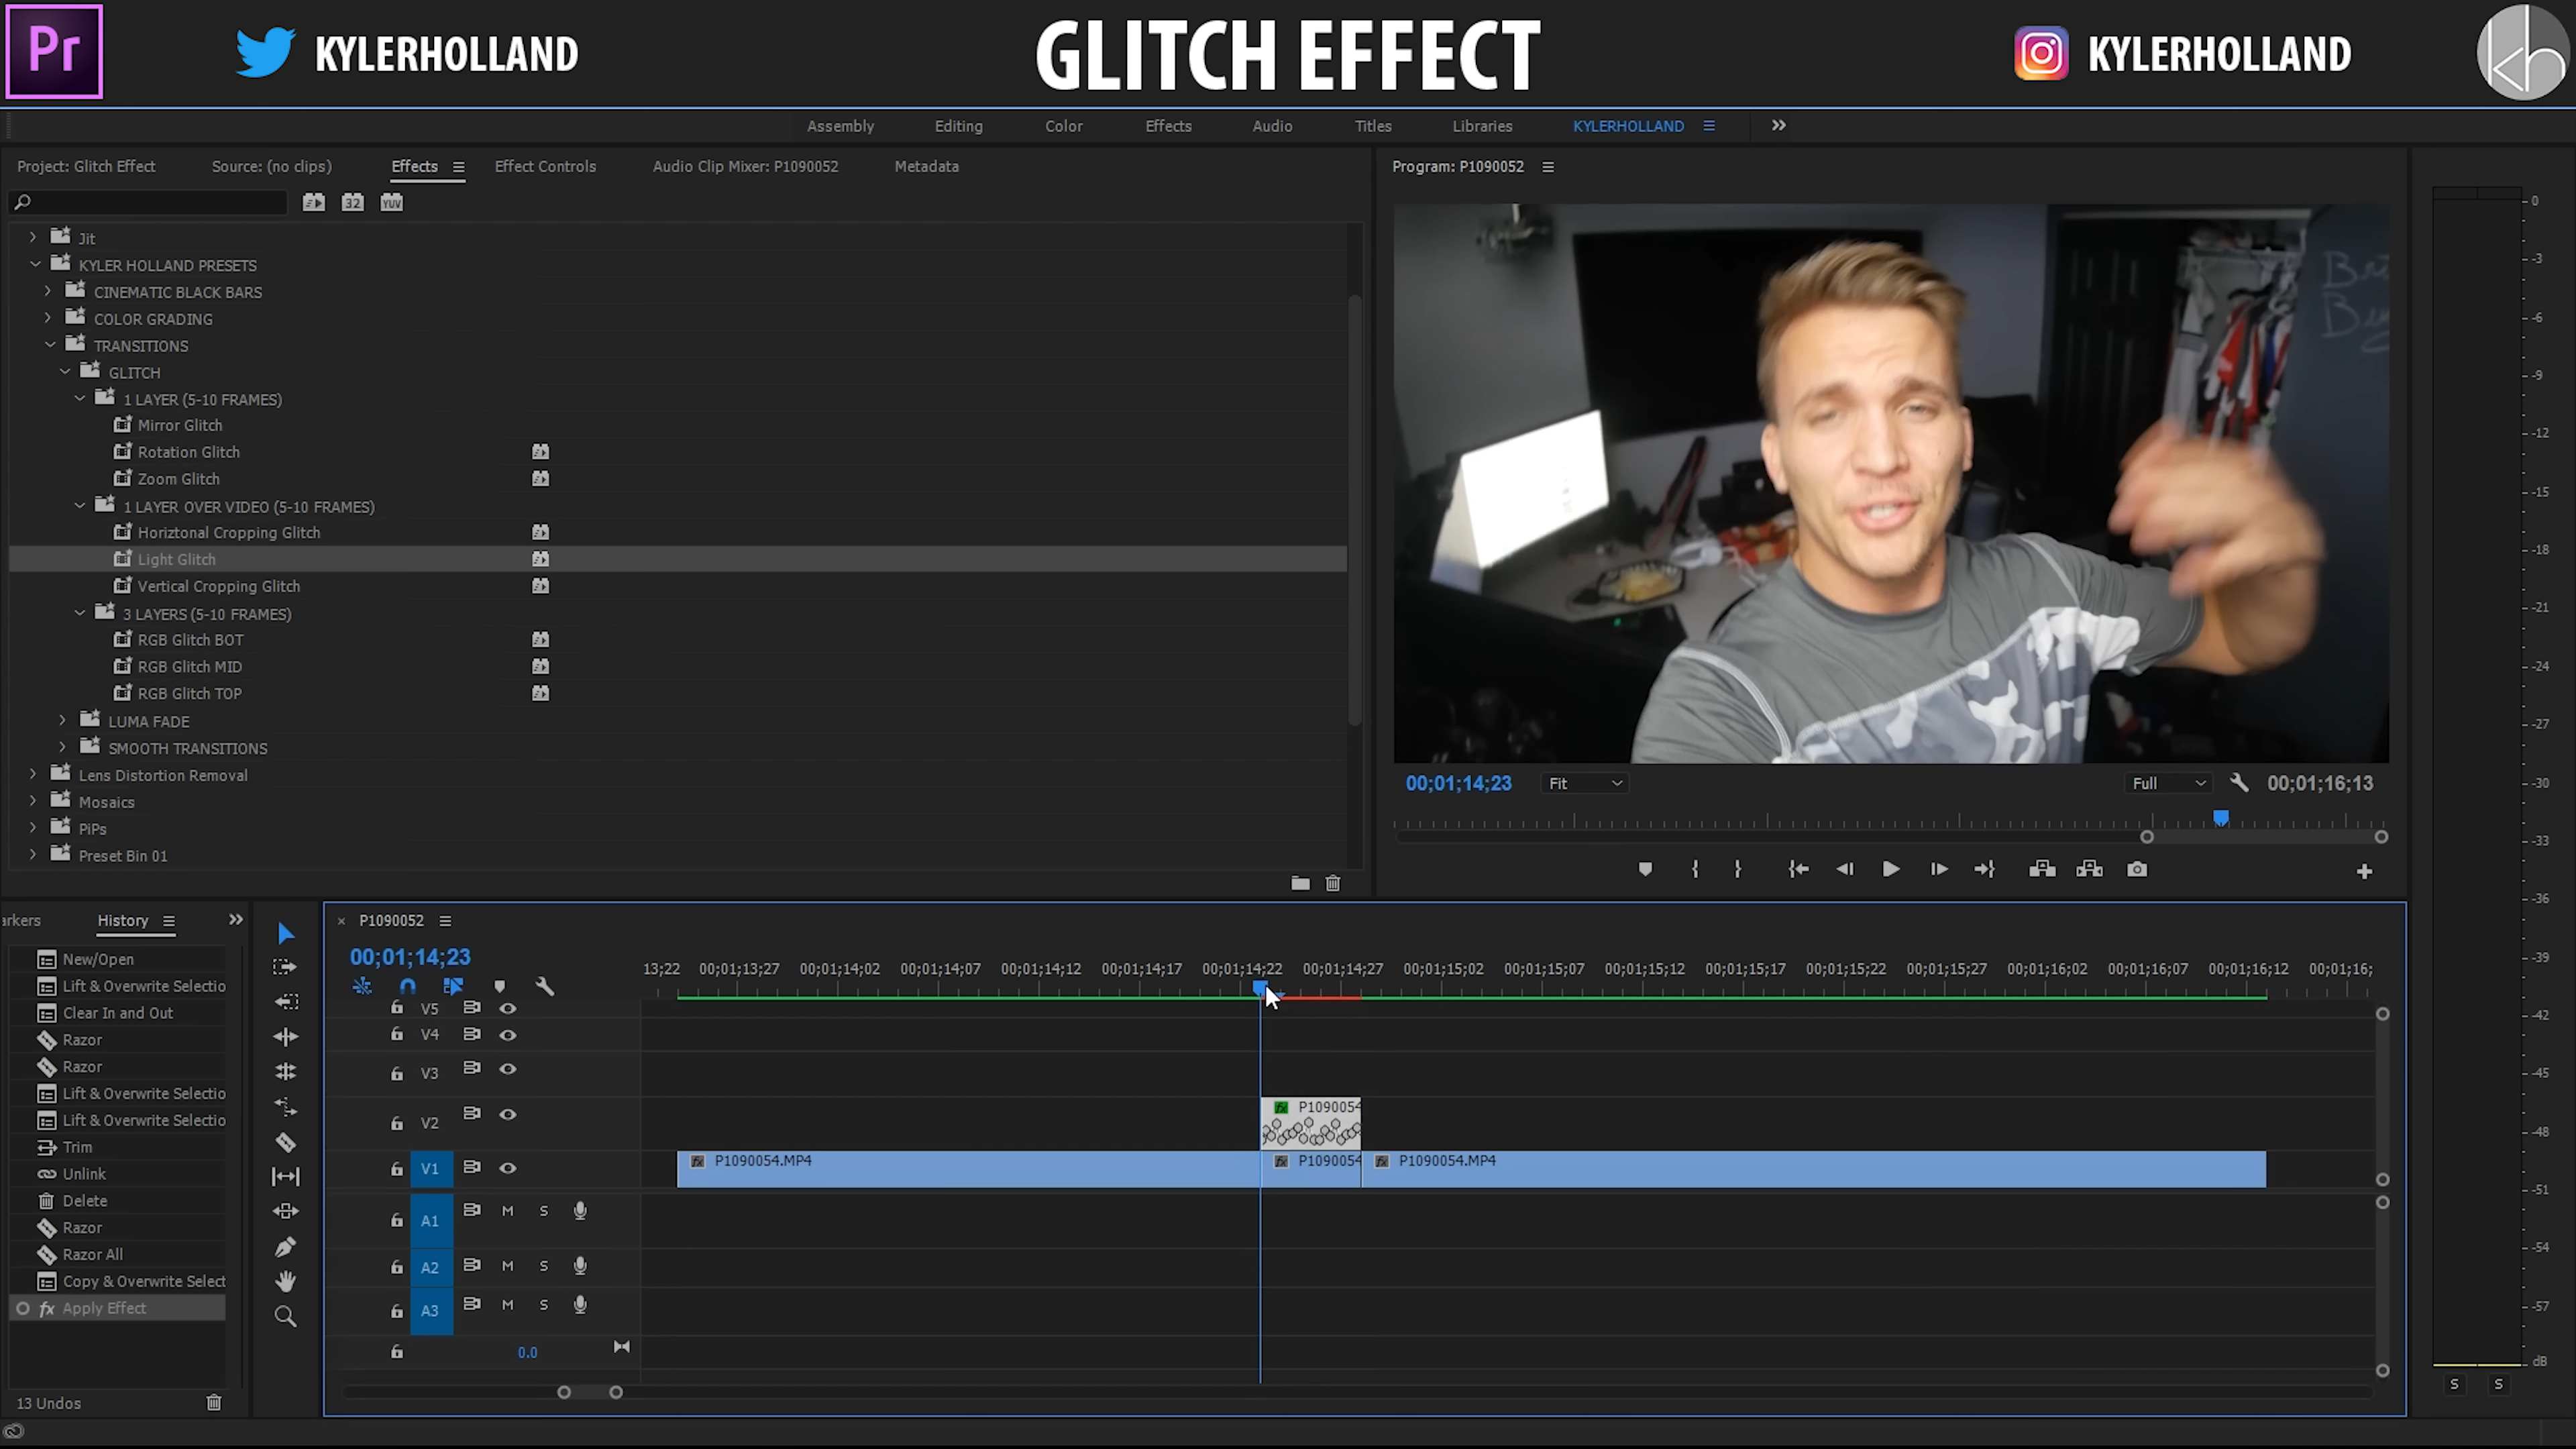 Pr KYLERHOLLAND GLITCH EFFECT KYLERHOLLAND kh
Assembly Editing Color Effects Audio Titles Libraries KYLERHOLLAND
Project: Glitch Effect Source: (no clips) Effects Effect Controls Audio Clip Mixer: P1090052 Metadata
32 YUV
Jit
KYLER HOLLAND PRESETS
CINEMATIC BLACK BARS
COLOR GRADING
TRANSITIONS
GLITCH
1 LAYER (5-10 FRAMES)
Mirror Glitch
Rotation Glitch
Zoom Glitch
1 LAYER OVER VIDEO (5-10 FRAMES)
Horiztonal Cropping Glitch
Light Glitch
Vertical Cropping Glitch
3 LAYERS (5-10 FRAMES)
RGB Glitch BOT
RGB Glitch MID
RGB Glitch TOP
LUMA FADE
SMOOTH TRANSITIONS
Lens Distortion Removal
Mosaics
PiPs
Preset Bin 01
Program: P1090052
00;01;14;23 Fit Full 00;01;16;13
0
-3
-6
-9
-12
-15
-18
-21
-24
-27
-30
-33
-36
-39
-42
-45
-48
-51
-54
-57
dB
S S
arkers History
New/Open
Lift & Overwrite Selectio
Clear In and Out
Razor
Razor
Lift & Overwrite Selectio
Lift & Overwrite Selectio
Trim
Unlink
Delete
Razor
Razor All
Copy & Overwrite Select
fx Apply Effect
13 Undos
P1090052
00;01;14;23
13;22 00;01;13;27 00;01;14;02 00;01;14;07 00;01;14;12 00;01;14;17 00;01;14;22 00;01;14;27 00;01;15;02 00;01;15;07 00;01;15;12 00;01;15;17 00;01;15;22 00;01;15;27 00;01;16;02 00;01;16;07 00;01;16;12 00;01;16;
V5
V4
V3
V2 fx P1090054
V1 fx P1090054.MP4 fx P1090054 fx P1090054.MP4
A1 M S
A2 M S
A3 M S
0.0